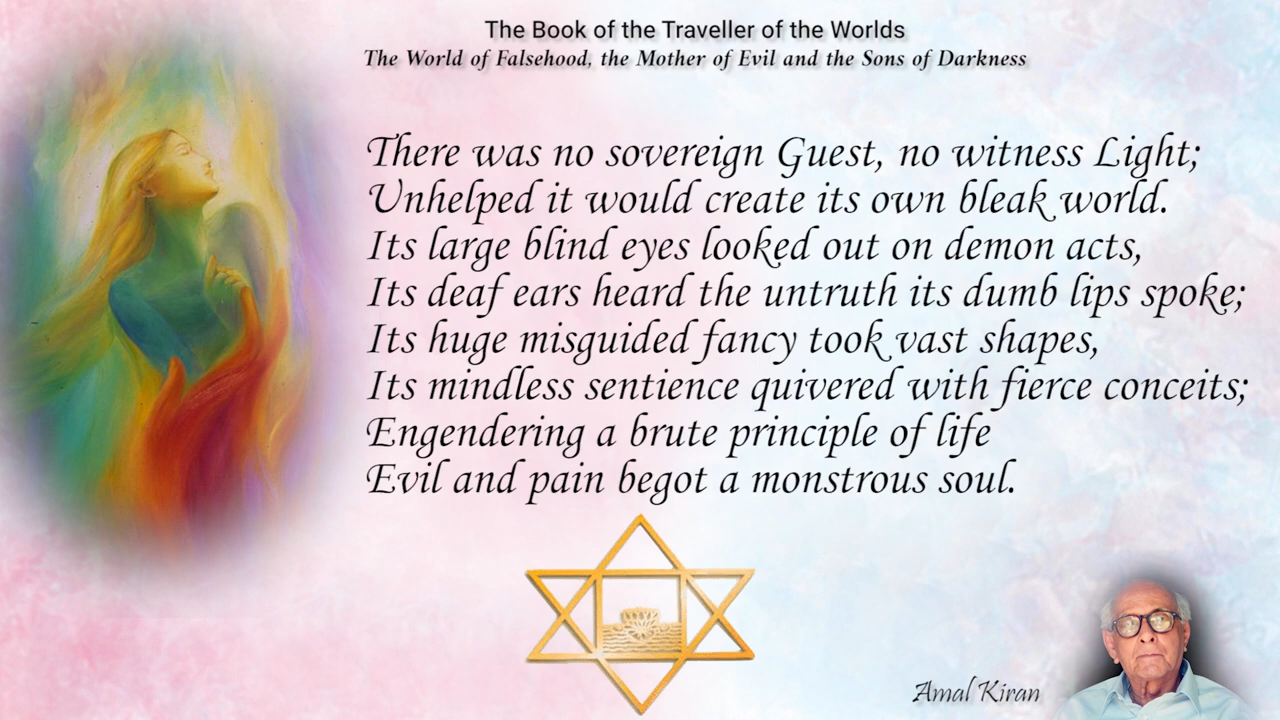 The Book of the Traveller of the Worlds
The World of Falsehood, the Mother of Evil and the Sons of Darkness
There was no sovereign Guest, no witness Light;
Unhelped it would create its own bleak world.
Its large blind eyes looked out on demon acts,
Its deaf ears heard the untruth its dumb lips spoke;
Its huge misguided fancy took vast shapes,
Its mindless sentience quivered with fierce conceits;
Engendering a brute principle of life
Evil and pain begot a monstrous soul.
Amal Kiran